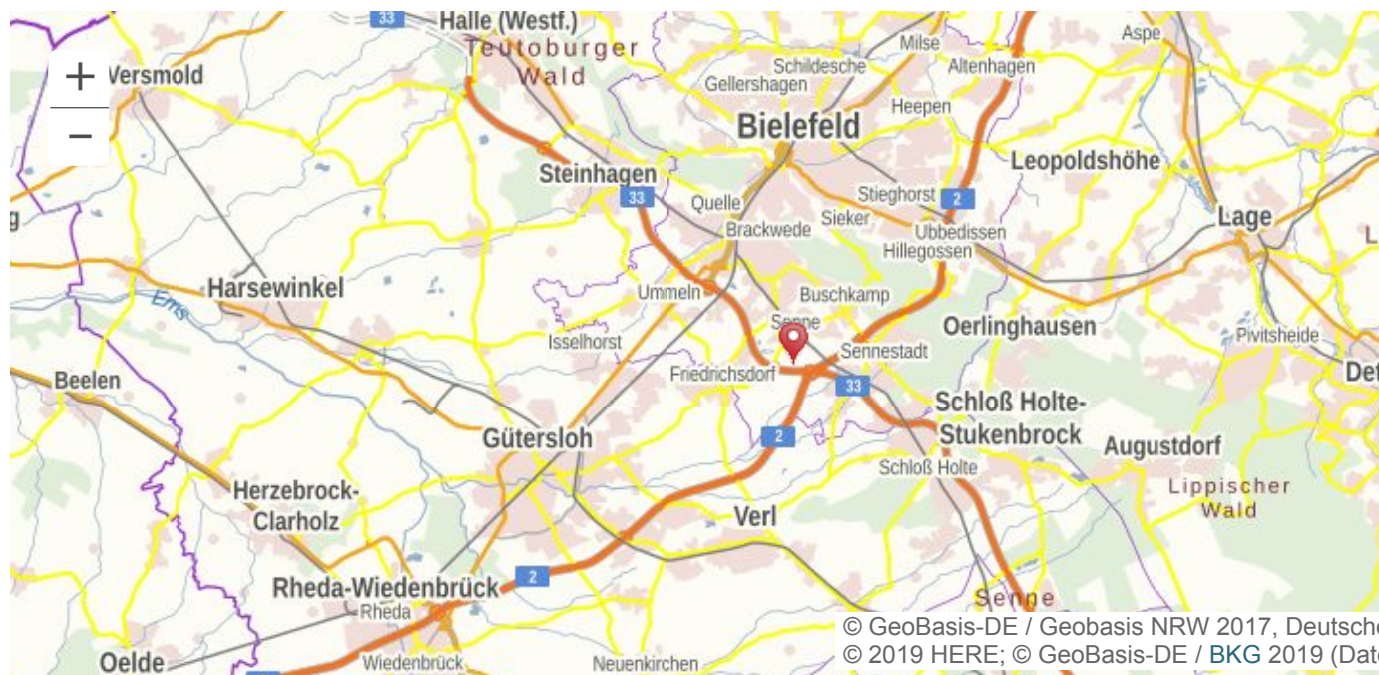 33
Halle (Westf.)
Teutoburger
Wald
Milse
Aspe
Schildesche
Altenhagen
Gellershagen
Versmold
+
−
Heepen
Bielefeld
Leopoldshöhe
Steinhagen
33
Quelle
Stieghorst
2
Sieker
Lage
Brackwede
Ubbedissen
Hillegossen
Harsewinkel
Ems
Ummeln
Buschkamp
Senne
Oerlinghausen
Pivitsheide
Isselhorst
Sennestadt
Friedrichsdorf
Beelen
33
Det
Schloß Holte-
Stukenbrock
2
Gütersloh
Augustdorf
Schloß Holte
Lippischer
Wald
Herzebrock-
Clarholz
Verl
2
Rheda-Wiedenbrück
Rheda
Senne
Oelde
Wiedenbrück
Neuenkirchen
© GeoBasis-DE / Geobasis NRW 2017, Deutsche
© 2019 HERE; © GeoBasis-DE / BKG 2019 (Date